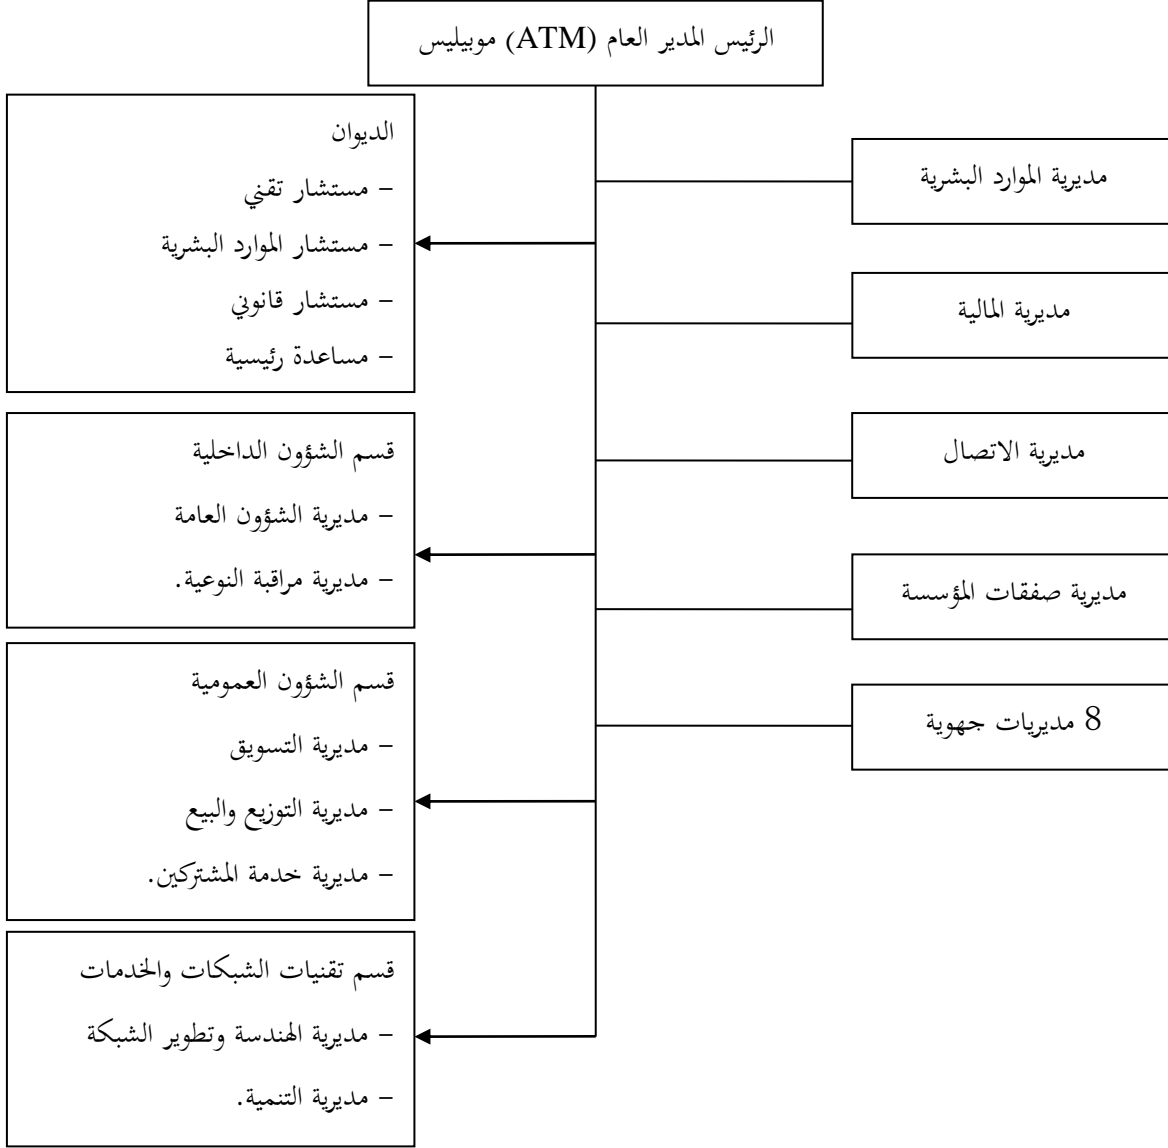 الرئيس المدير العام (ATM) موبيليس
مديرية الموارد البشرية
مديرية المالية
مديرية الاتصال
مديرية صفقات المؤسسة
8 مديريات جهوية
الديوان
– مستشار تقني
– مستشار الموارد البشرية
– مستشار قانوني
– مساعدة رئيسية
قسم الشؤون الداخلية
– مديرية الشؤون العامة
– مديرية مراقبة النوعية.
قسم الشؤون العمومية
– مديرية التسويق
– مديرية التوزيع والبيع
– مديرية خدمة المشتركين.
قسم تقنيات الشبكات والخدمات
– مديرية الهندسة وتطوير الشبكة
– مديرية التنمية.